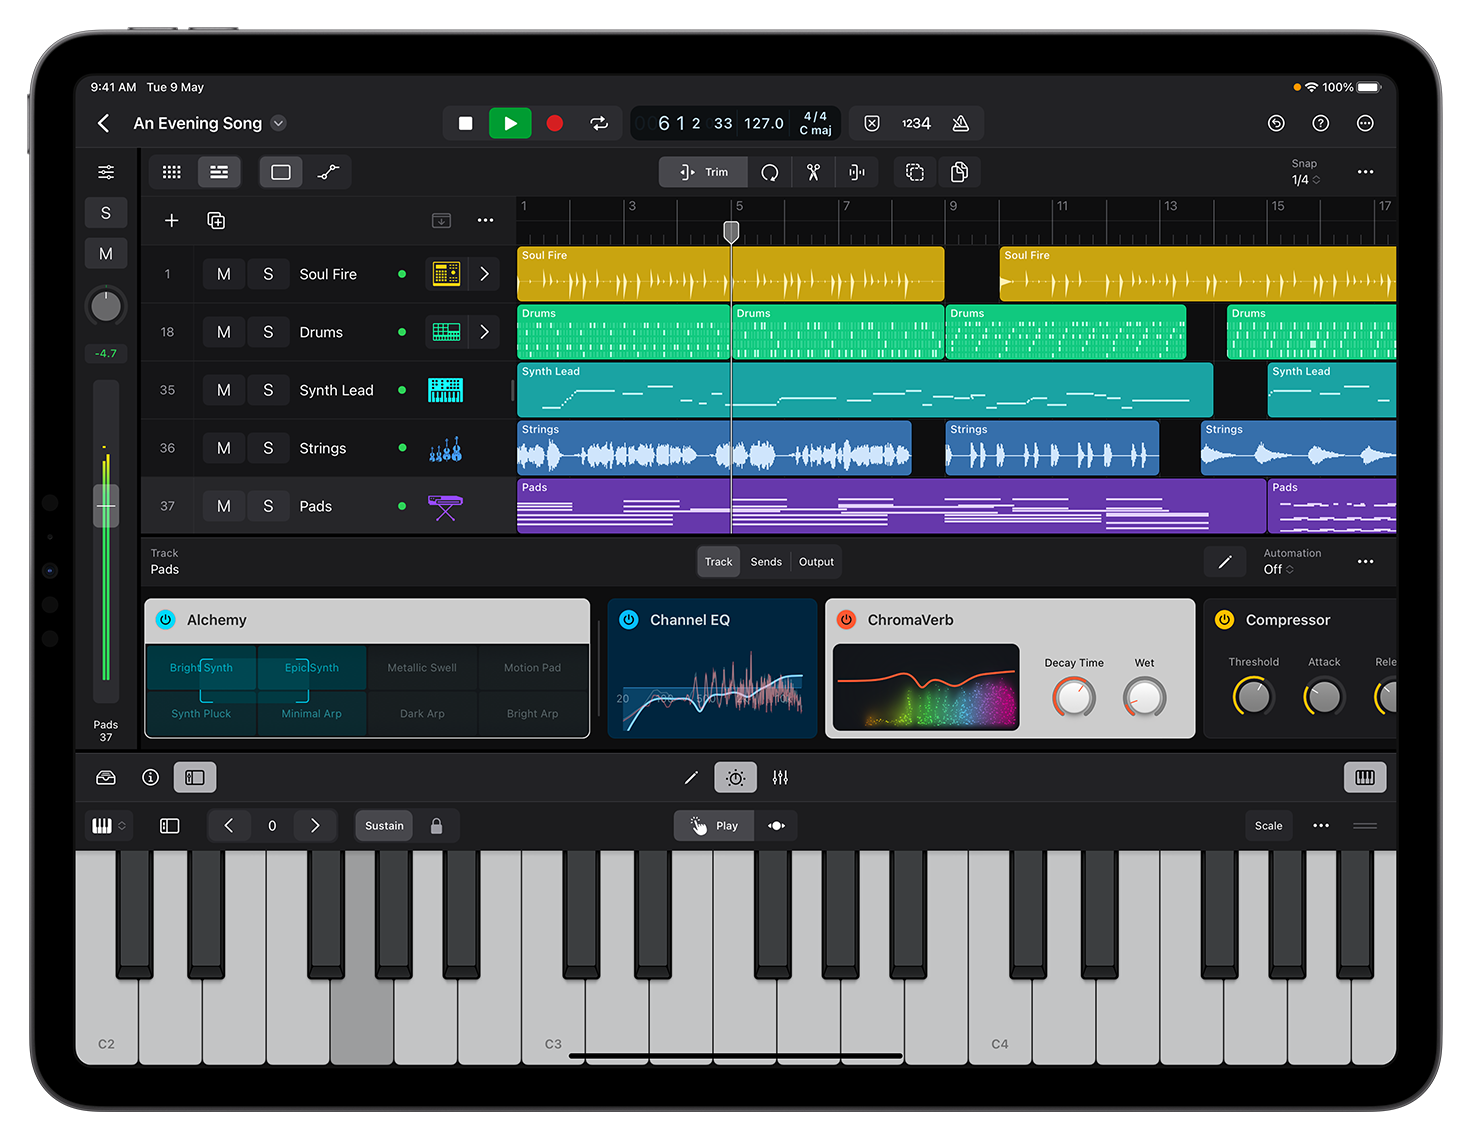 9:41 AM Tue 9 May
100%
An Evening Song
00 6 1 2 0 33 127.0 4/4 C maj
1234
Trim
Snap
1/4
S
M
-4.7
1 3 5 7 9 11 13 15 17
1 M S Soul Fire
Soul Fire Soul Fire
18 M S Drums
Drums Drums Drums Drums
35 M S Synth Lead
Synth Lead Synth Lead
36 M S Strings
Strings Strings Strings
37 M S Pads
Pads Pads
Track
Pads
Track Sends Output
Automation
Off
Alchemy
Bright Synth Epic Synth Metallic Swell Motion Pad
Synth Pluck Minimal Arp Dark Arp Bright Arp
Channel EQ
20
ChromaVerb
Decay Time Wet
Compressor
Threshold Attack Rele
Pads
37
0
Sustain
Play
Scale
C2 C3 C4